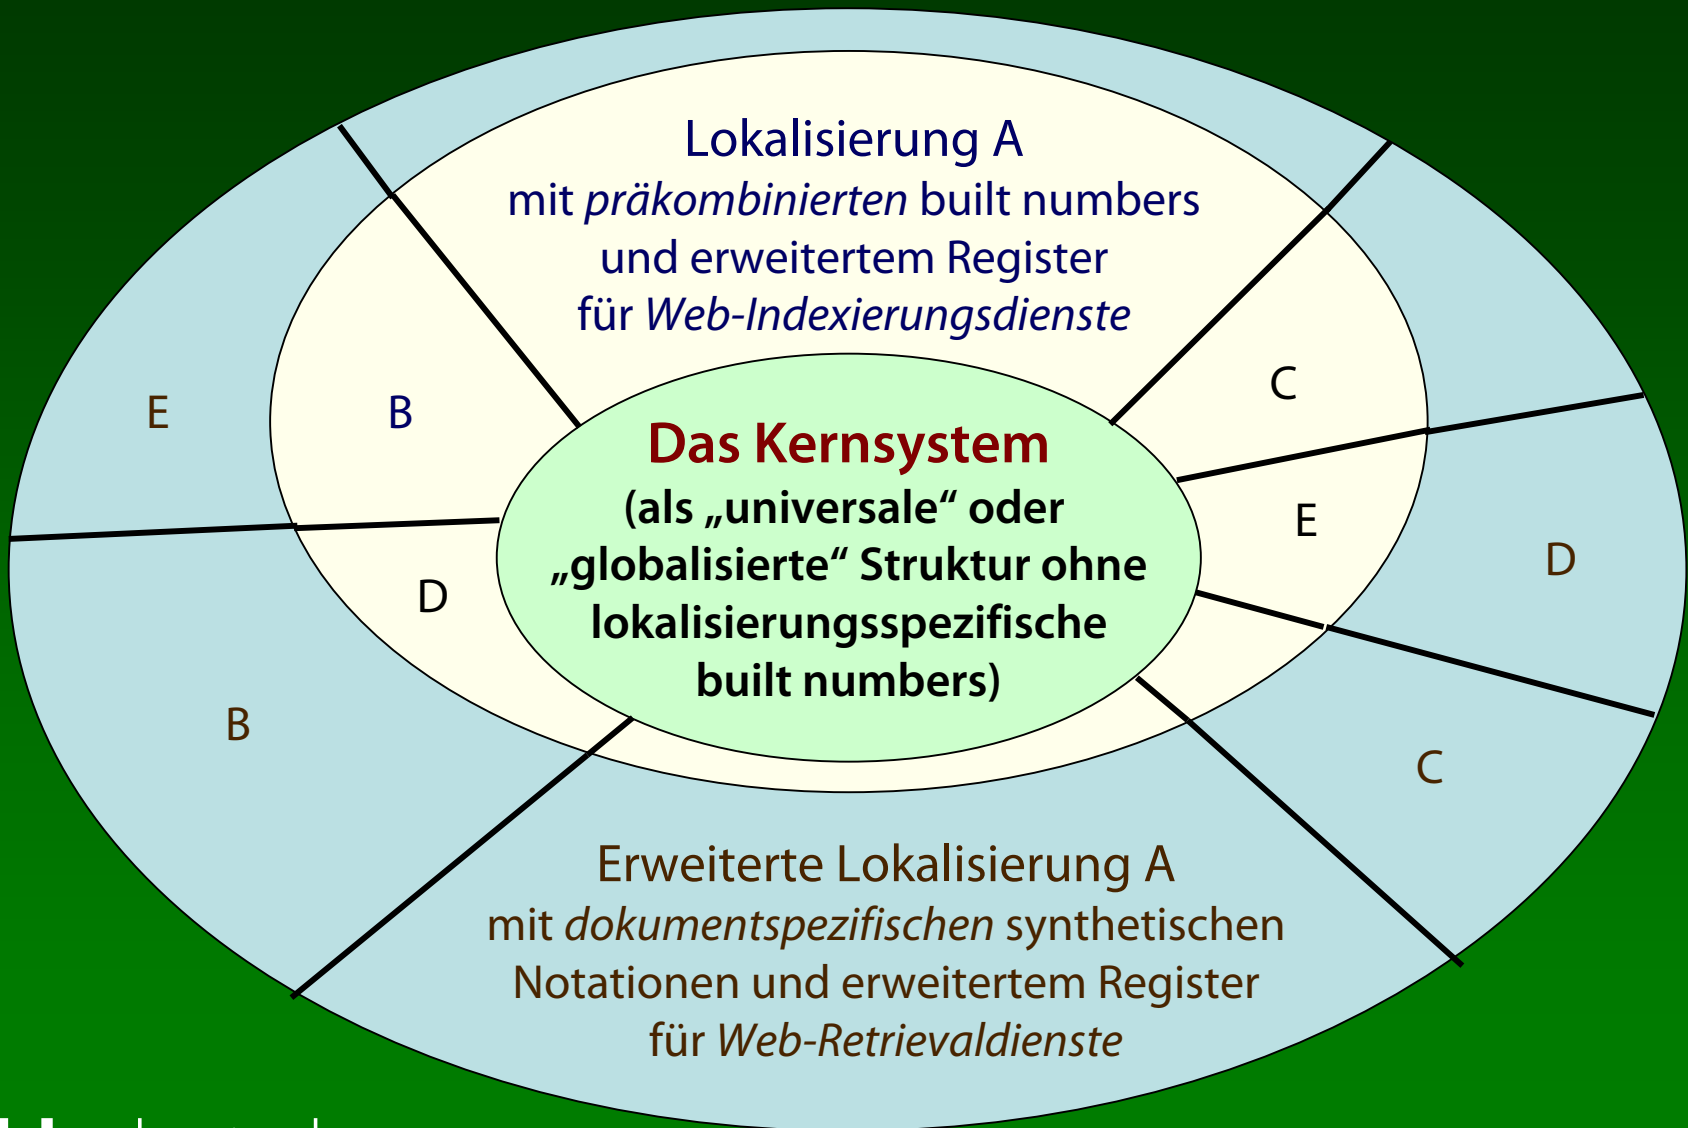 Lokalisierung A
mit präkombinierten built numbers
und erweitertem Register
für Web-Indexierungsdienste
E
B
C
Das Kernsystem
(als „universale“ oder
„globalisierte“ Struktur ohne
lokalisierungsspezifische
built numbers)
E
D
D
B
C
Erweiterte Lokalisierung A
mit dokumentspezifischen synthetischen
Notationen und erweitertem Register
für Web-Retrievaldienste